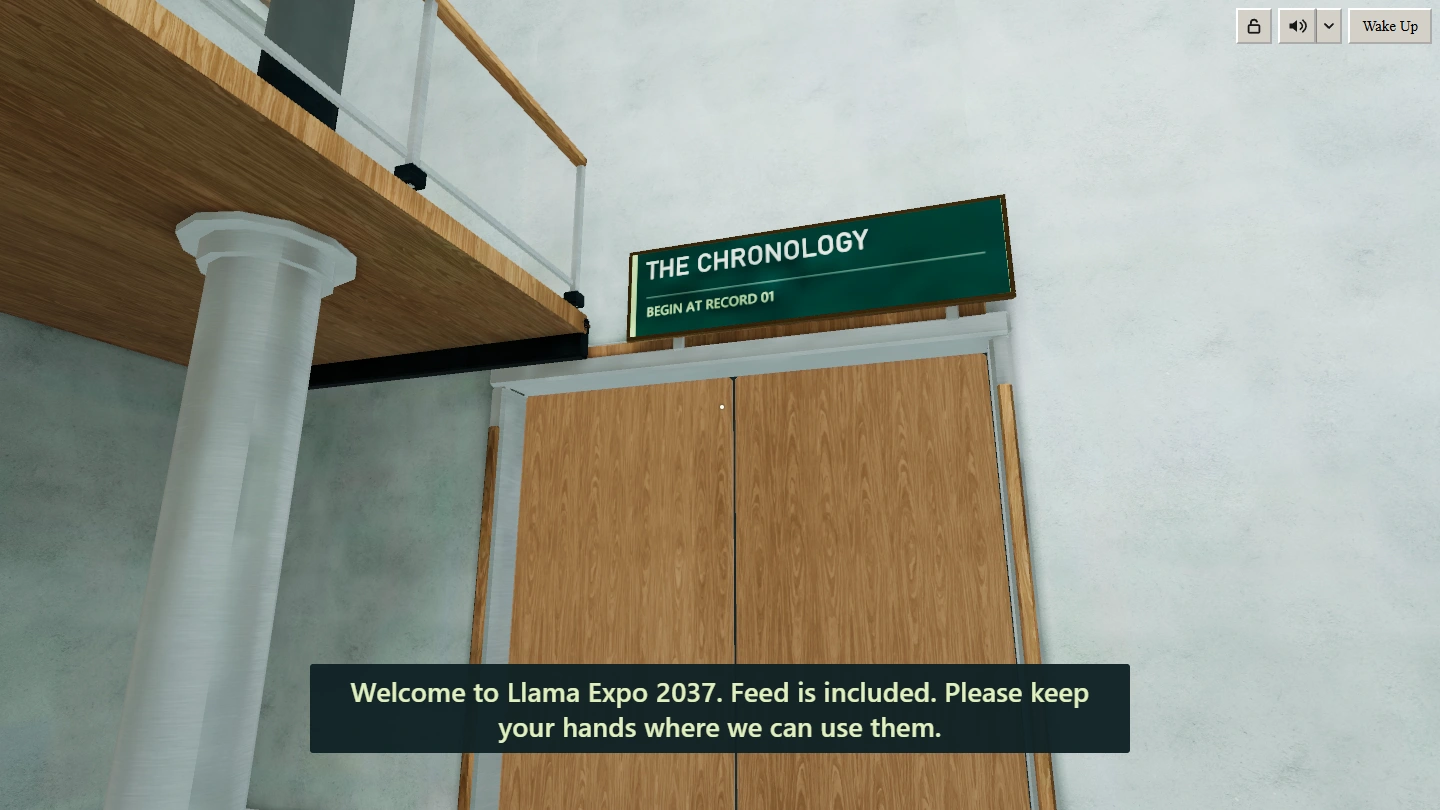 Wake Up
THE CHRONOLOGY
BEGIN AT RECORD 01
Welcome to Llama Expo 2037. Feed is included. Please keep
your hands where we can use them.